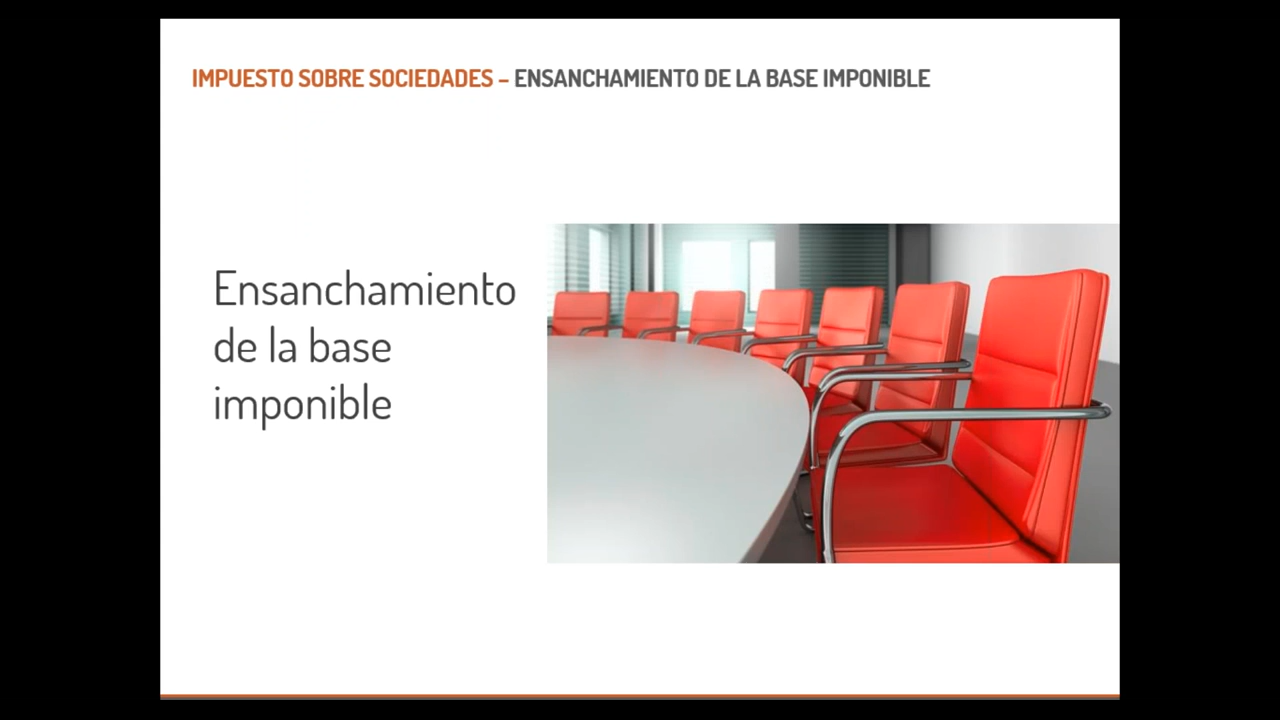 IMPUESTO SOBRE SOCIEDADES – ENSANCHAMIENTO DE LA BASE IMPONIBLE
Ensanchamiento
de la base
imponible